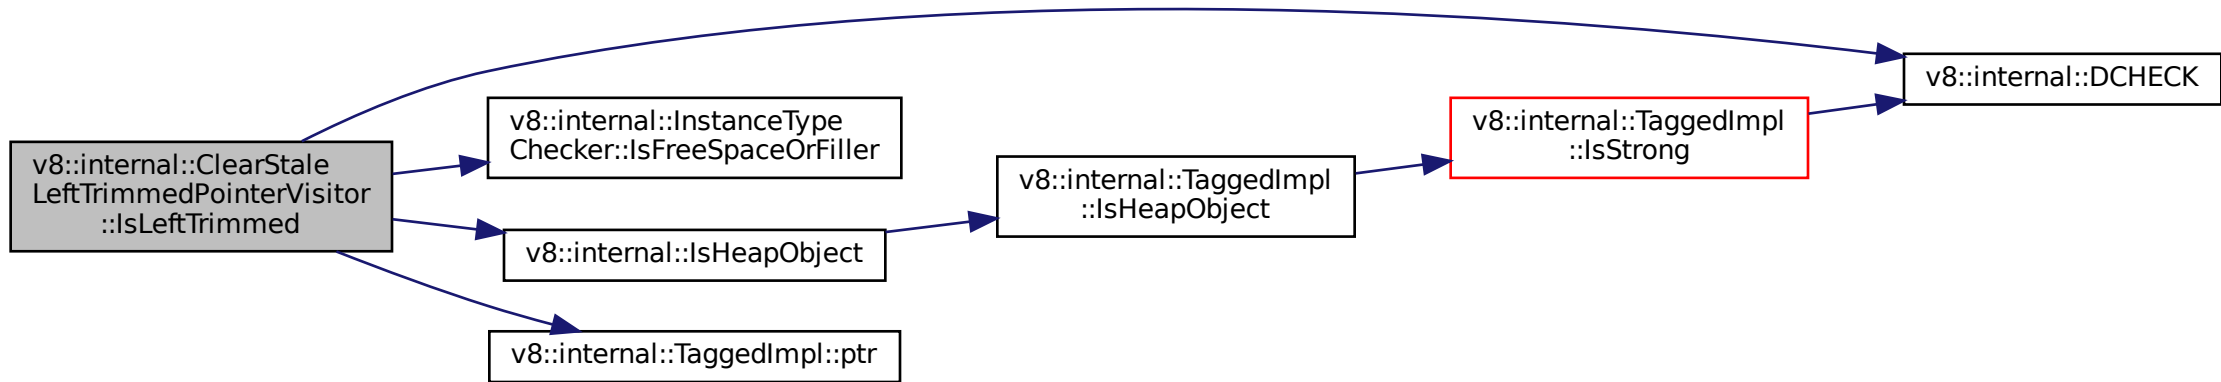 v8::internal::ClearStale
LeftTrimmedPointerVisitor
::IsLeftTrimmed
v8::internal::InstanceType
Checker::IsFreeSpaceOrFiller
v8::internal::IsHeapObject
v8::internal::TaggedImpl::ptr
v8::internal::TaggedImpl
::IsHeapObject
v8::internal::TaggedImpl
::IsStrong
v8::internal::DCHECK